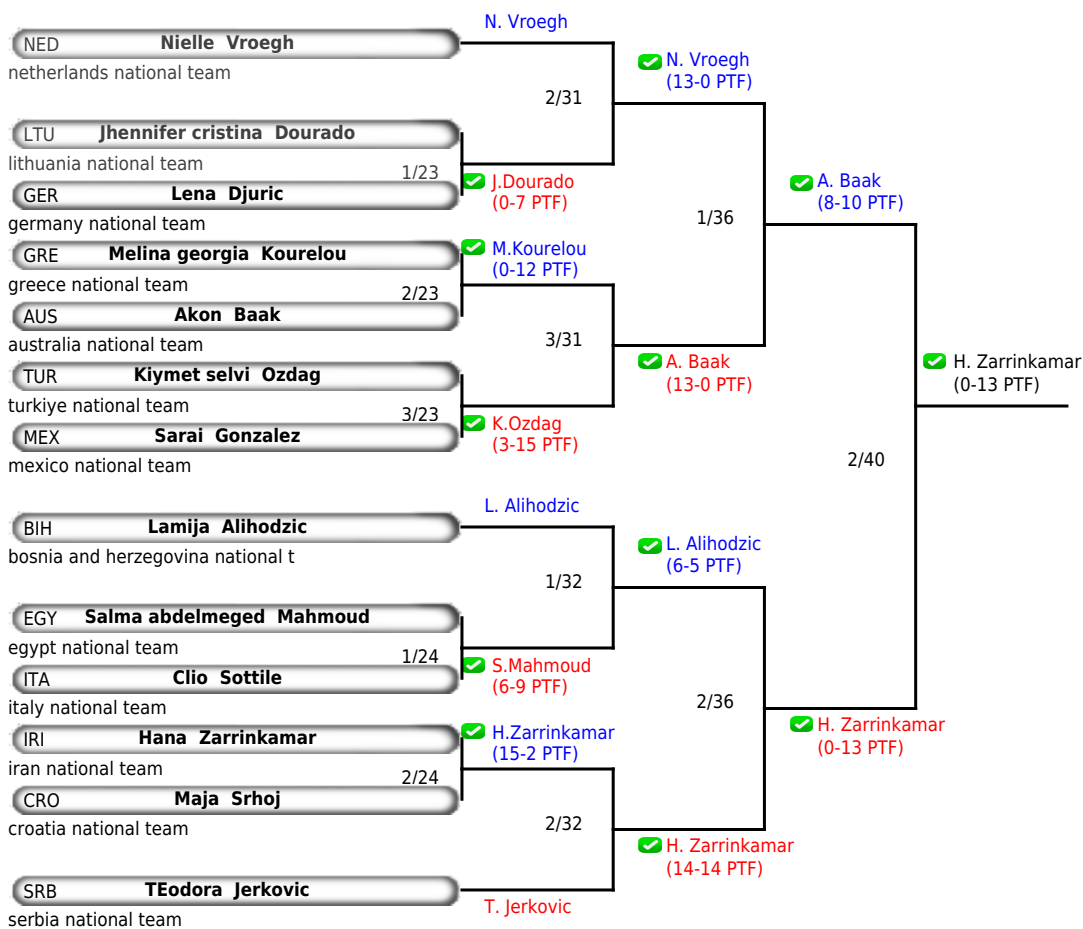 N. Vroegh
NED Nielle Vroegh
netherlands national team
N. Vroegh
(13-0 PTF)
2/31
LTU Jhennifer cristina Dourado
lithuania national team
1/23
J.Dourado
(0-7 PTF)
GER Lena Djuric
germany national team
A. Baak
(8-10 PTF)
1/36
GRE Melina georgia Kourelou
greece national team
M.Kourelou
(0-12 PTF)
2/23
AUS Akon Baak
australia national team
3/31
A. Baak
(13-0 PTF)
TUR Kiymet selvi Ozdag
turkiye national team
3/23
K.Ozdag
(3-15 PTF)
MEX Sarai Gonzalez
mexico national team
H. Zarrinkamar
(0-13 PTF)
2/40
L. Alihodzic
BIH Lamija Alihodzic
bosnia and herzegovina national t
L. Alihodzic
(6-5 PTF)
1/32
EGY Salma abdelmeged Mahmoud
egypt national team
1/24
S.Mahmoud
(6-9 PTF)
ITA Clio Sottile
italy national team
2/36
H. Zarrinkamar
(0-13 PTF)
IRI Hana Zarrinkamar
iran national team
H.Zarrinkamar
(15-2 PTF)
2/24
CRO Maja Srhoj
croatia national team
2/32
H. Zarrinkamar
(14-14 PTF)
SRB TEodora Jerkovic
serbia national team
T. Jerkovic